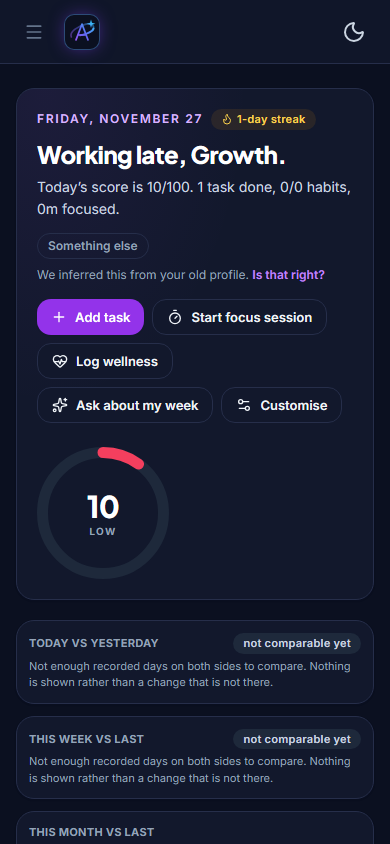 FRIDAY, NOVEMBER 27
1-day streak
Working late, Growth.
Today's score is 10/100. 1 task done, 0/0 habits,
0m focused.
Something else
We inferred this from your old profile. Is that right?
Add task
Start focus session
Log wellness
Ask about my week
Customise
10
LOW
TODAY VS YESTERDAY
not comparable yet
Not enough recorded days on both sides to compare. Nothing
is shown rather than a change that is not there.
THIS WEEK VS LAST
not comparable yet
Not enough recorded days on both sides to compare. Nothing
is shown rather than a change that is not there.
THIS MONTH VS LAST